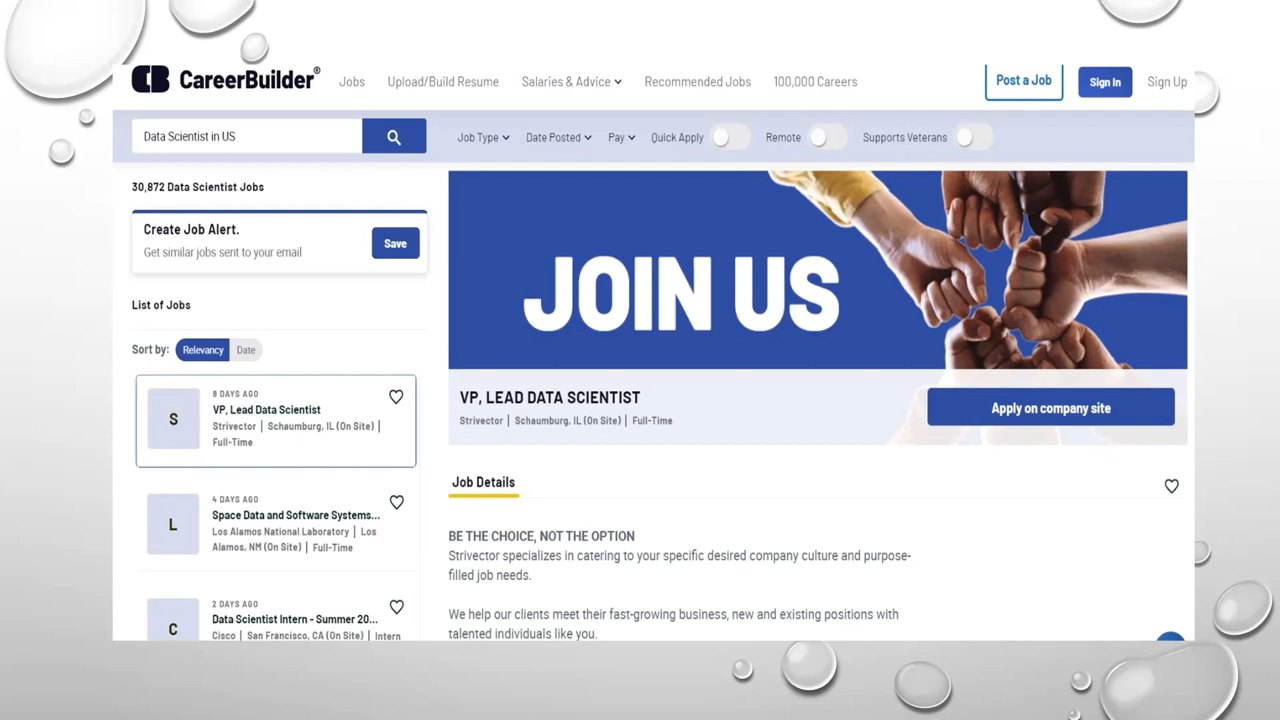 CareerBuilder®
Jobs
Upload/Build Resume
Salaries & Advice
Recommended Jobs
100,000 Careers
Post a Job
Sign In
Sign Up
Data Scientist in US
Job Type
Date Posted
Pay
Quick Apply
Remote
Supports Veterans
30,872 Data Scientist Jobs
Create Job Alert.
Get similar jobs sent to your email
Save
List of Jobs
Sort by:
Relevancy
Date
S
8 DAYS AGO
VP, Lead Data Scientist
Strivector | Schaumburg, IL (On Site) |
Full-Time
L
4 DAYS AGO
Space Data and Software Systems...
Los Alamos National Laboratory | Los
Alamos, NM (On Site) | Full-Time
C
2 DAYS AGO
Data Scientist Intern - Summer 20...
Cisco | San Francisco, CA (On Site) | Intern
JOIN US
VP, LEAD DATA SCIENTIST
Strivector | Schaumburg, IL (On Site) | Full-Time
Apply on company site
Job Details
BE THE CHOICE, NOT THE OPTION
Strivector specializes in catering to your specific desired company culture and purpose-
filled job needs.
We help our clients meet their fast-growing business, new and existing positions with
talented individuals like you.